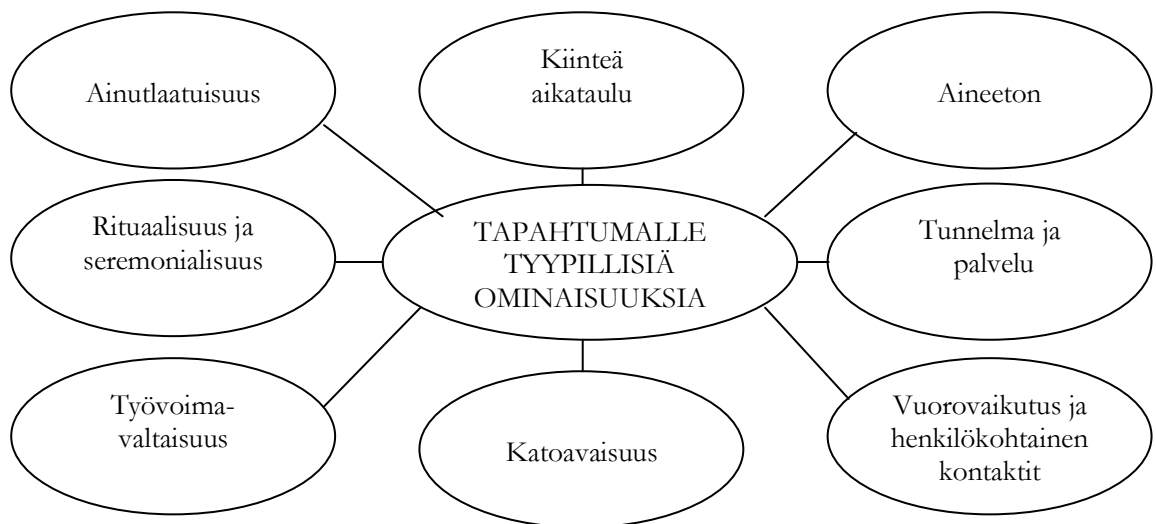 Ainutlaatuisuus
Kiinteä
aikataulu
Aineeton
Rituaalisuus ja
seremonialisuus
TAPAHTUMALLE
TYYPILLISIÄ
OMINAISUUKSIA
Tunnelma ja
palvelu
Työvoima-
valtaisuus
Katoavaisuus
Vuorovaikutus ja
henkilökohtainen
kontaktit